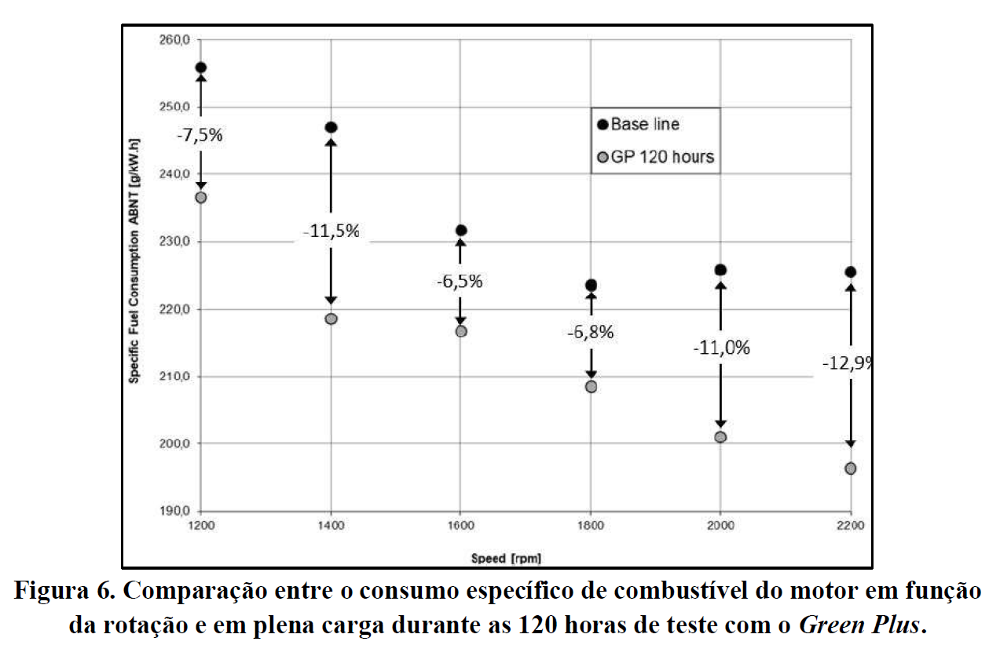 260,0
250,0
240,0
230,0
220,0
210,0
200,0
190,0
Specific Fuel Consumption ABNT [g/kW.h]
Base line
GP 120 hours
-7,5%
-11,5%
-6,5%
-6,8%
-11,0%
-12,9%
1200 1400 1600 1800 2000 2200
Speed [rpm]
Figura 6. Comparação entre o consumo específico de combustível do motor em função
da rotação e em plena carga durante as 120 horas de teste com o Green Plus.